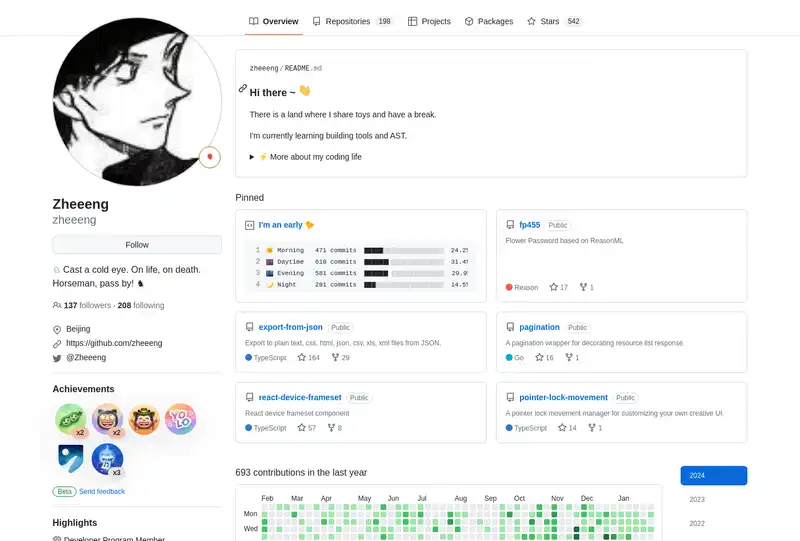 Overview
Repositories 198
Projects
Packages
Stars 542
zheeeng/README.md
Hi there ~ 👋
There is a land where I share toys and have a break.
I'm currently learning building tools and AST.
⚡ More about my coding life
Zheeeng
zheeeng
Follow
Cast a cold eye. On life, on death.
Horseman, pass by! ♞
137 followers · 208 following
Beijing
https://github.com/zheeeng
@Zheeeng
Achievements
x2
x2
YOLO
x3
Beta Send feedback
Highlights
Developer Program Member
Pinned
I'm an early 🐤
1 🌞 Morning 471 commits 24.2%
2 🌆 Daytime 610 commits 31.4%
3 🌃 Evening 581 commits 29.9%
4 🌙 Night 281 commits 14.5%
fp455 Public
Flower Password based on ReasonML
Reason 17 1
export-from-json Public
Export to plain text, css, html, json, csv, xls, xml files from JSON.
TypeScript 164 29
pagination Public
A pagination wrapper for decorating resource list response.
Go 16 1
react-device-frameset Public
React device frameset component
TypeScript 57 8
pointer-lock-movement Public
A pointer lock movement manager for customizing your own creative UI.
TypeScript 14 1
693 contributions in the last year
Feb Mar Apr May Jun Jul Aug Sep Oct Nov Dec Jan
Mon
Wed
2024
2023
2022